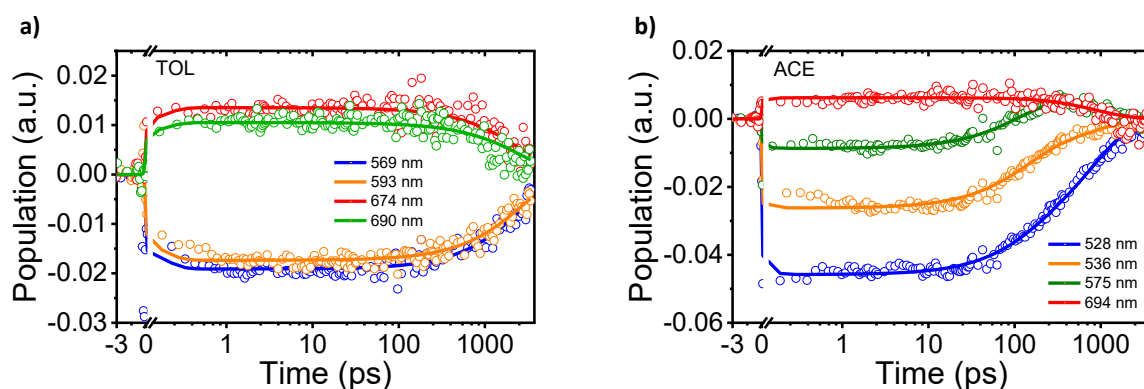 a)
TOL
0.02
0.01
0.00
-0.01
-0.02
-0.03
Population (a.u.)
569 nm
593 nm
674 nm
690 nm
-3 0 1 10 100 1000
Time (ps)
b)
ACE
0.02
0.00
-0.02
-0.04
-0.06
Population (a.u.)
528 nm
536 nm
575 nm
694 nm
-3 0 1 10 100 1000
Time (ps)